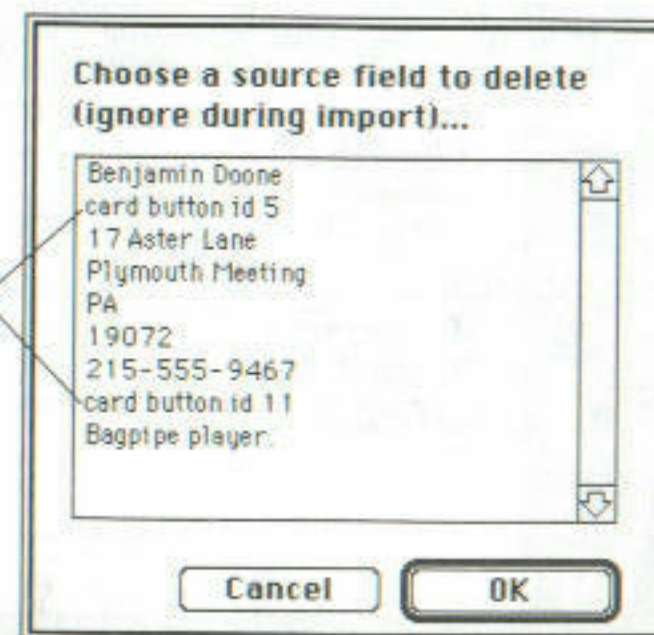 Choose a source field to delete
(ignore during import)...
Benjamin Doone
card button id 5
17 Aster Lane
Plymouth Meeting
PA
19072
215-555-9467
card button id 11
Bagpipe player.
Cancel
OK